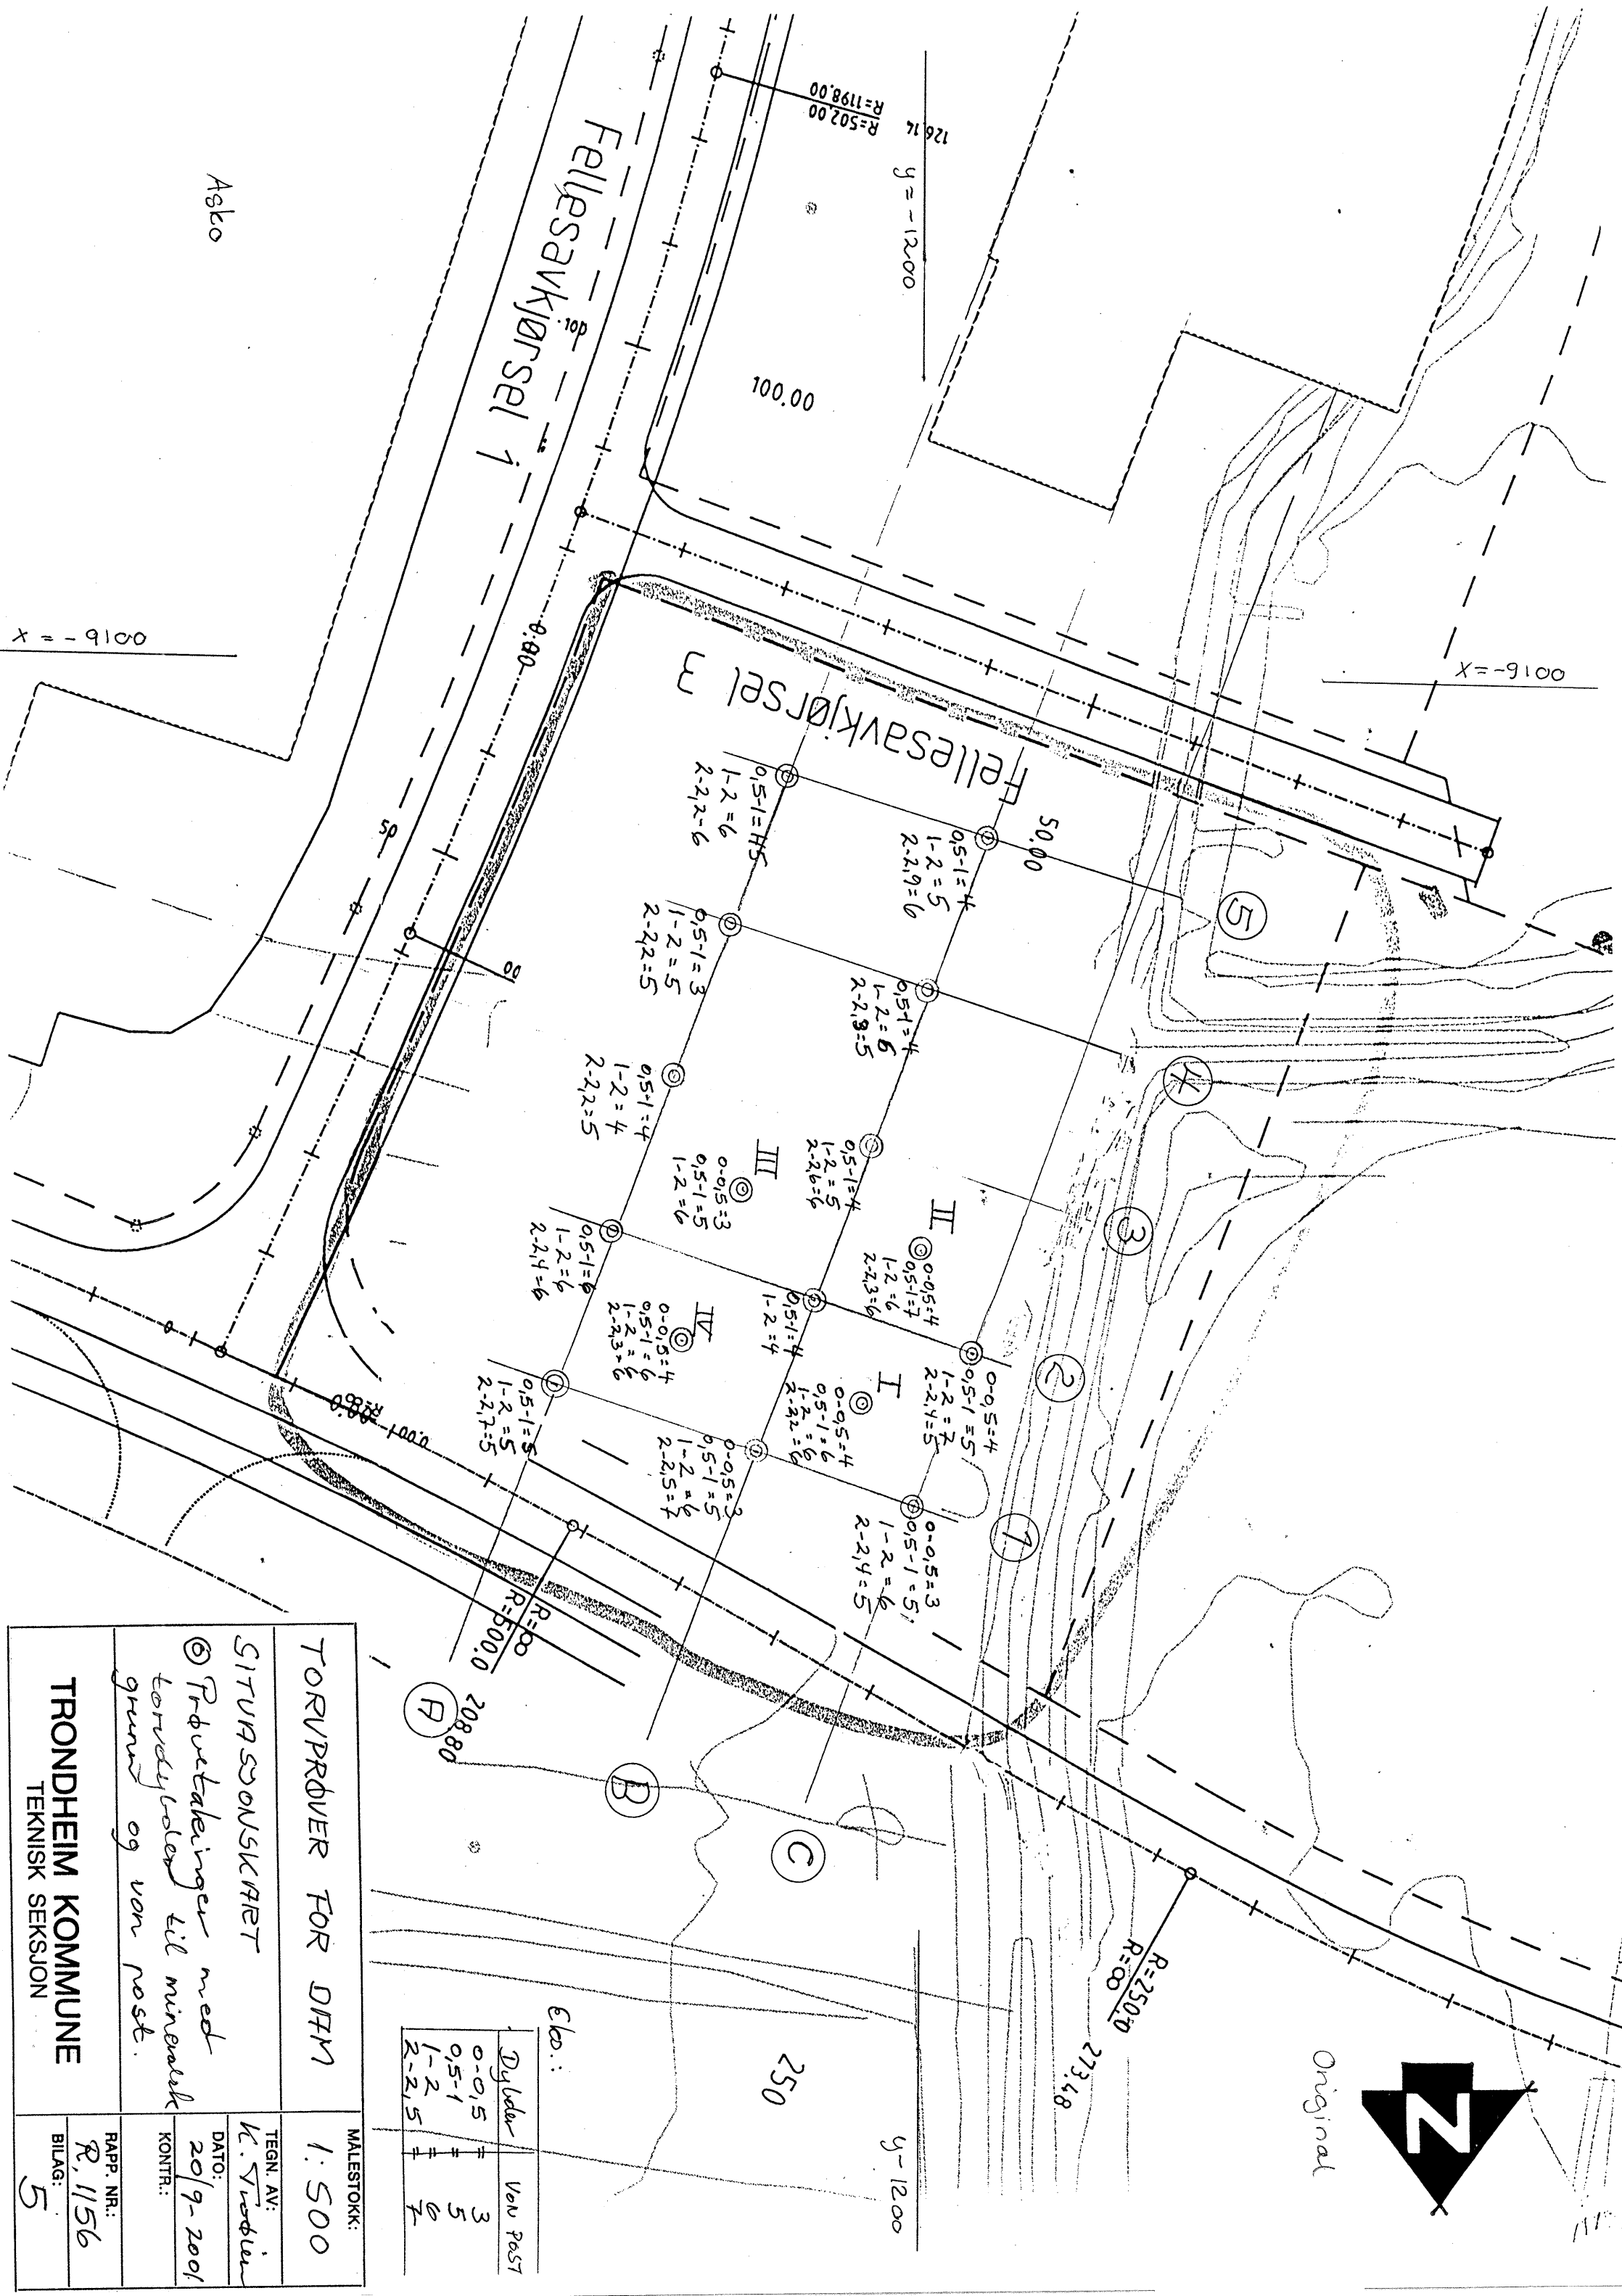 Asko
Fellesavkjørsel 1
R=502.00
R=1198.00
126.14
y=-1200
100.00
x = -9100
X=-9100
0.00
50
Fellesavkjørsel 3
50.00
0,5-1=H5
1-2=6
2-2,2-6
0,5-1=4
1-2=5
2-2,9=6
0,5-1=3
1-2=5
2-2,2=5
0,5-1=4
2-2,3=5
0,5-1=4
1-2=4
2-2,2=5
0,5-1=4
1-2=5
2-2,6=6
III
0-0,5=3
0,5-1=5
1-2=6
II
0-0,5=4
0,5-1=7
1-2=6
2-2,3=6
0,5-1=6
1-2=6
2-2,4=6
0,5-1=4
1-2=4
0-0,5=4
0,5-1=5
1-2=7
2-2,4=5
IV
0-0,5=4
0,5-1=6
1-2=6
2-2,3=6
I
0-0,5=4
0,5-1=6
1-2=6
2-2,2=6
0,5-1=5
1-2=5
2-2,7=5
0-0,5=3
0,5-1=5
1-2=6
2-2,5=7
0-0,5=3
0,5-1=5
1-2=6
2-2,4=5
5
4
3
2
1
A
B
C
0
R=∞
R=500.0
208.80
R=250.0
R=∞
273.48
250
y-1200
Original
N
Eks.:
Dybder Von POST
0-0,5 = 3
0,5-1 = 5
1-2 = 6
2-2,5 = 7
TORVPRØVER FOR DAM
SITUASJONSKART
Prøvetakinger med
torvdybder til mineralsk
grunn og von post.
TRONDHEIM KOMMUNE
TEKNISK SEKSJON
MÅLESTOKK:
1:500
TEGN. AV:
DATO:
20/9-2001
KONTR.:
RAPP. NR.:
R.1156
BILAG:
5